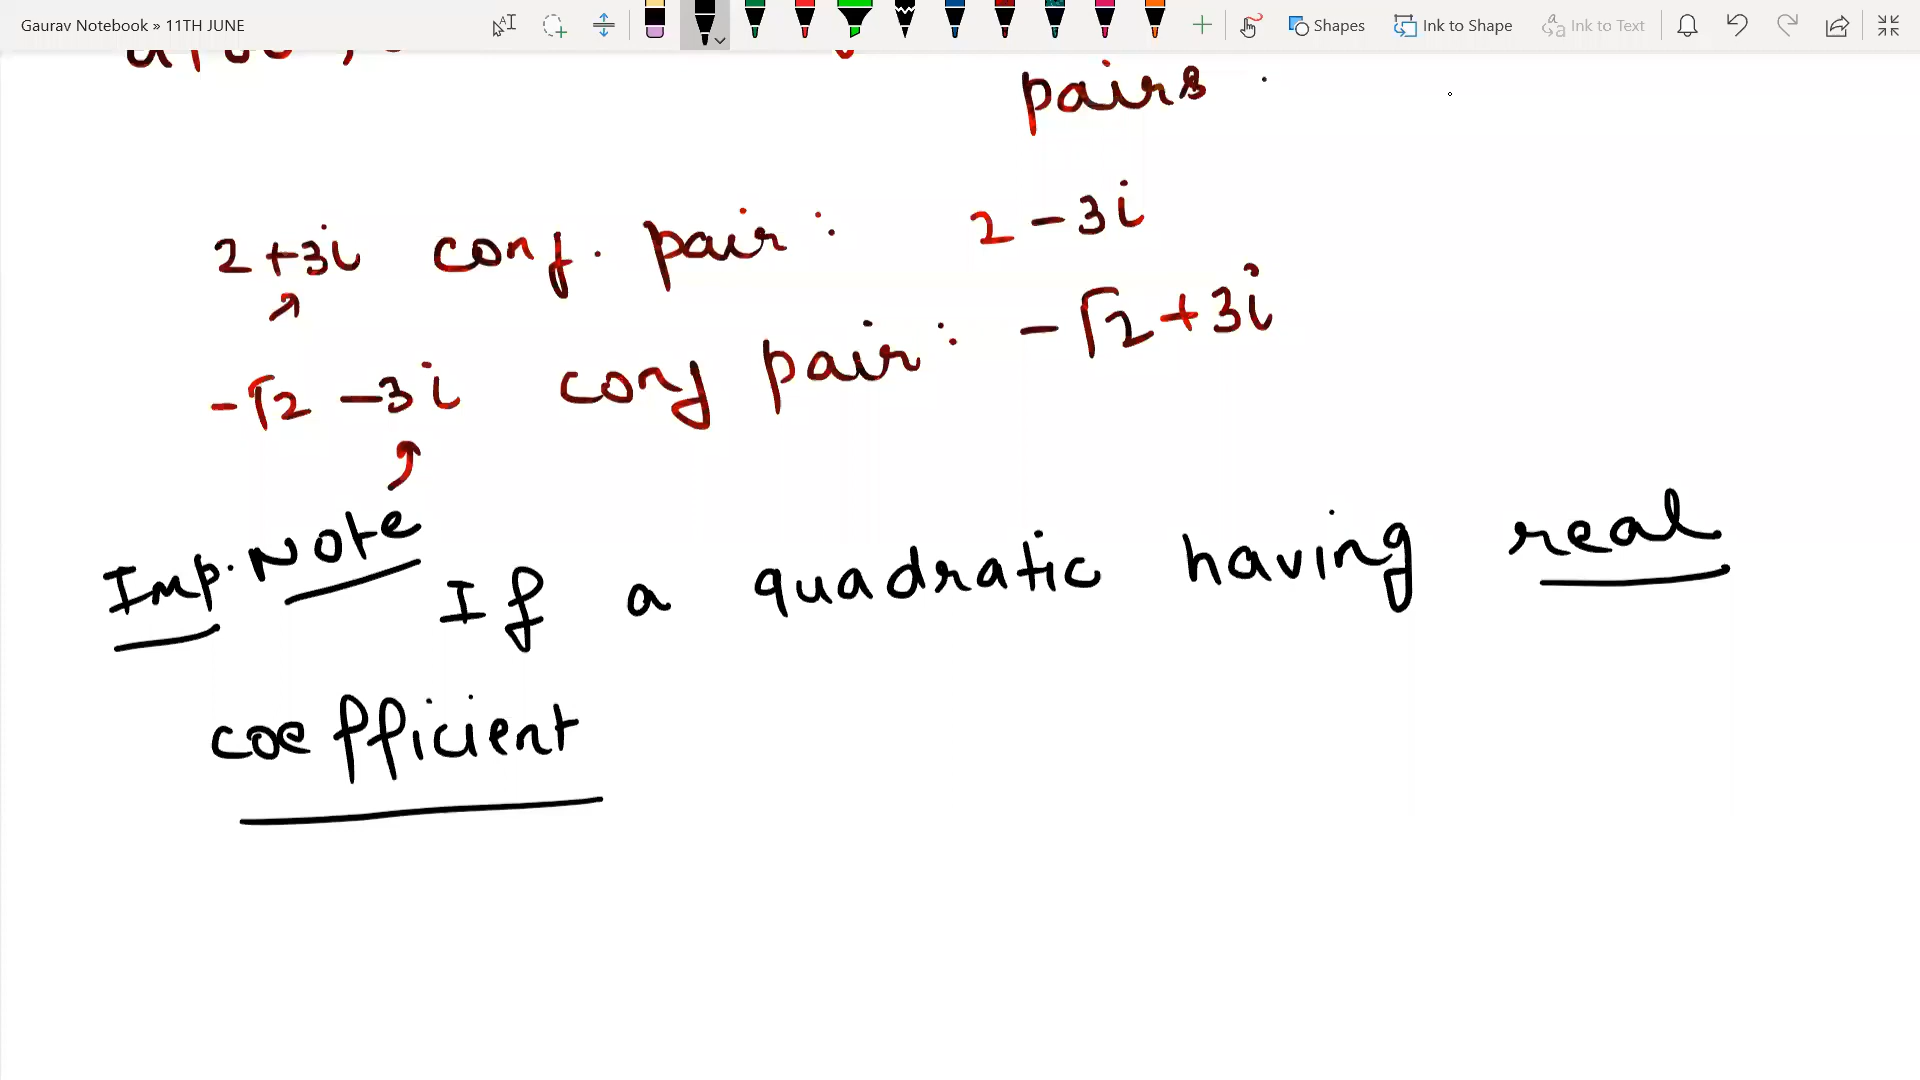 Gaurav Notebook » 11TH JUNE
Shapes
Ink to Shape
Ink to Text
pairs.
2+3i conj. pair: 2-3i
-√2 -3i conj pair: -√2+3i
Imp. Note If a quadratic having real
coefficient